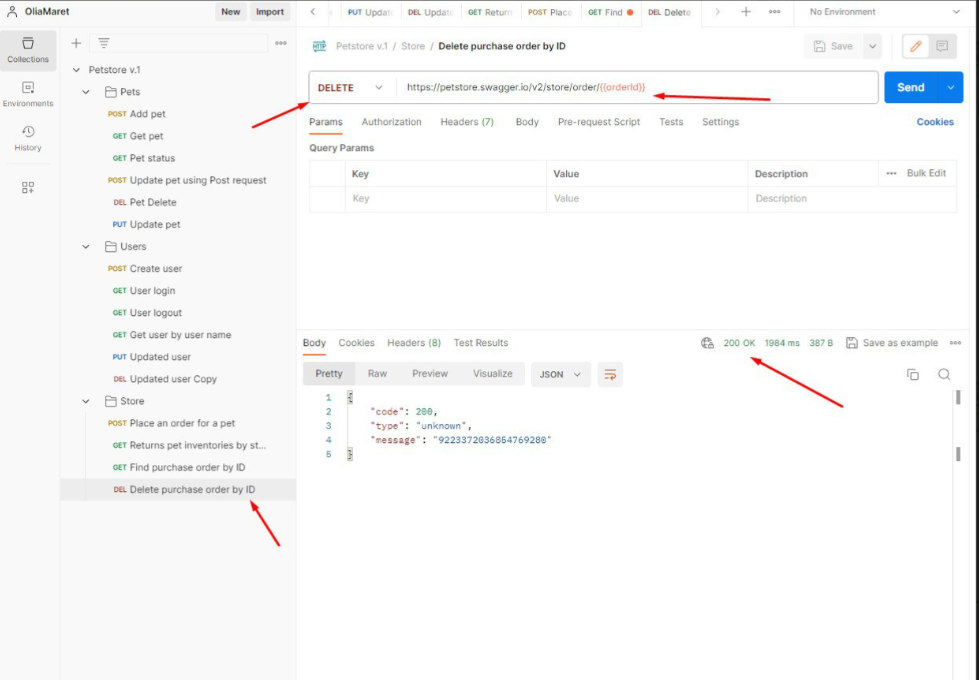 OliaMaret
New Import
PUT Update
DEL Update
GET Return
POST Place
GET Find
DEL Delete
No Environment
Collections
Environments
History
Petstore v.1
Pets
POST Add pet
GET Get pet
GET Pet status
POST Update pet using Post request
DEL Pet Delete
PUT Update pet
Users
POST Create user
GET User login
GET User logout
GET Get user by user name
PUT Updated user
DEL Updated user Copy
Store
POST Place an order for a pet
GET Returns pet inventories by st...
GET Find purchase order by ID
DEL Delete purchase order by ID
HTTP Petstore v.1 / Store / Delete purchase order by ID
Save
DELETE https://petstore.swagger.io/v2/store/order/{{orderId}}
Send
Params Authorization Headers (7) Body Pre-request Script Tests Settings Cookies
Query Params
Key Value Description Bulk Edit
Key Value Description
Body Cookies Headers (8) Test Results 200 OK 1984 ms 387 B Save as example
Pretty Raw Preview Visualize JSON
1 {
2 "code": 200,
3 "type": "unknown",
4 "message": "9223372036854769280"
5 }